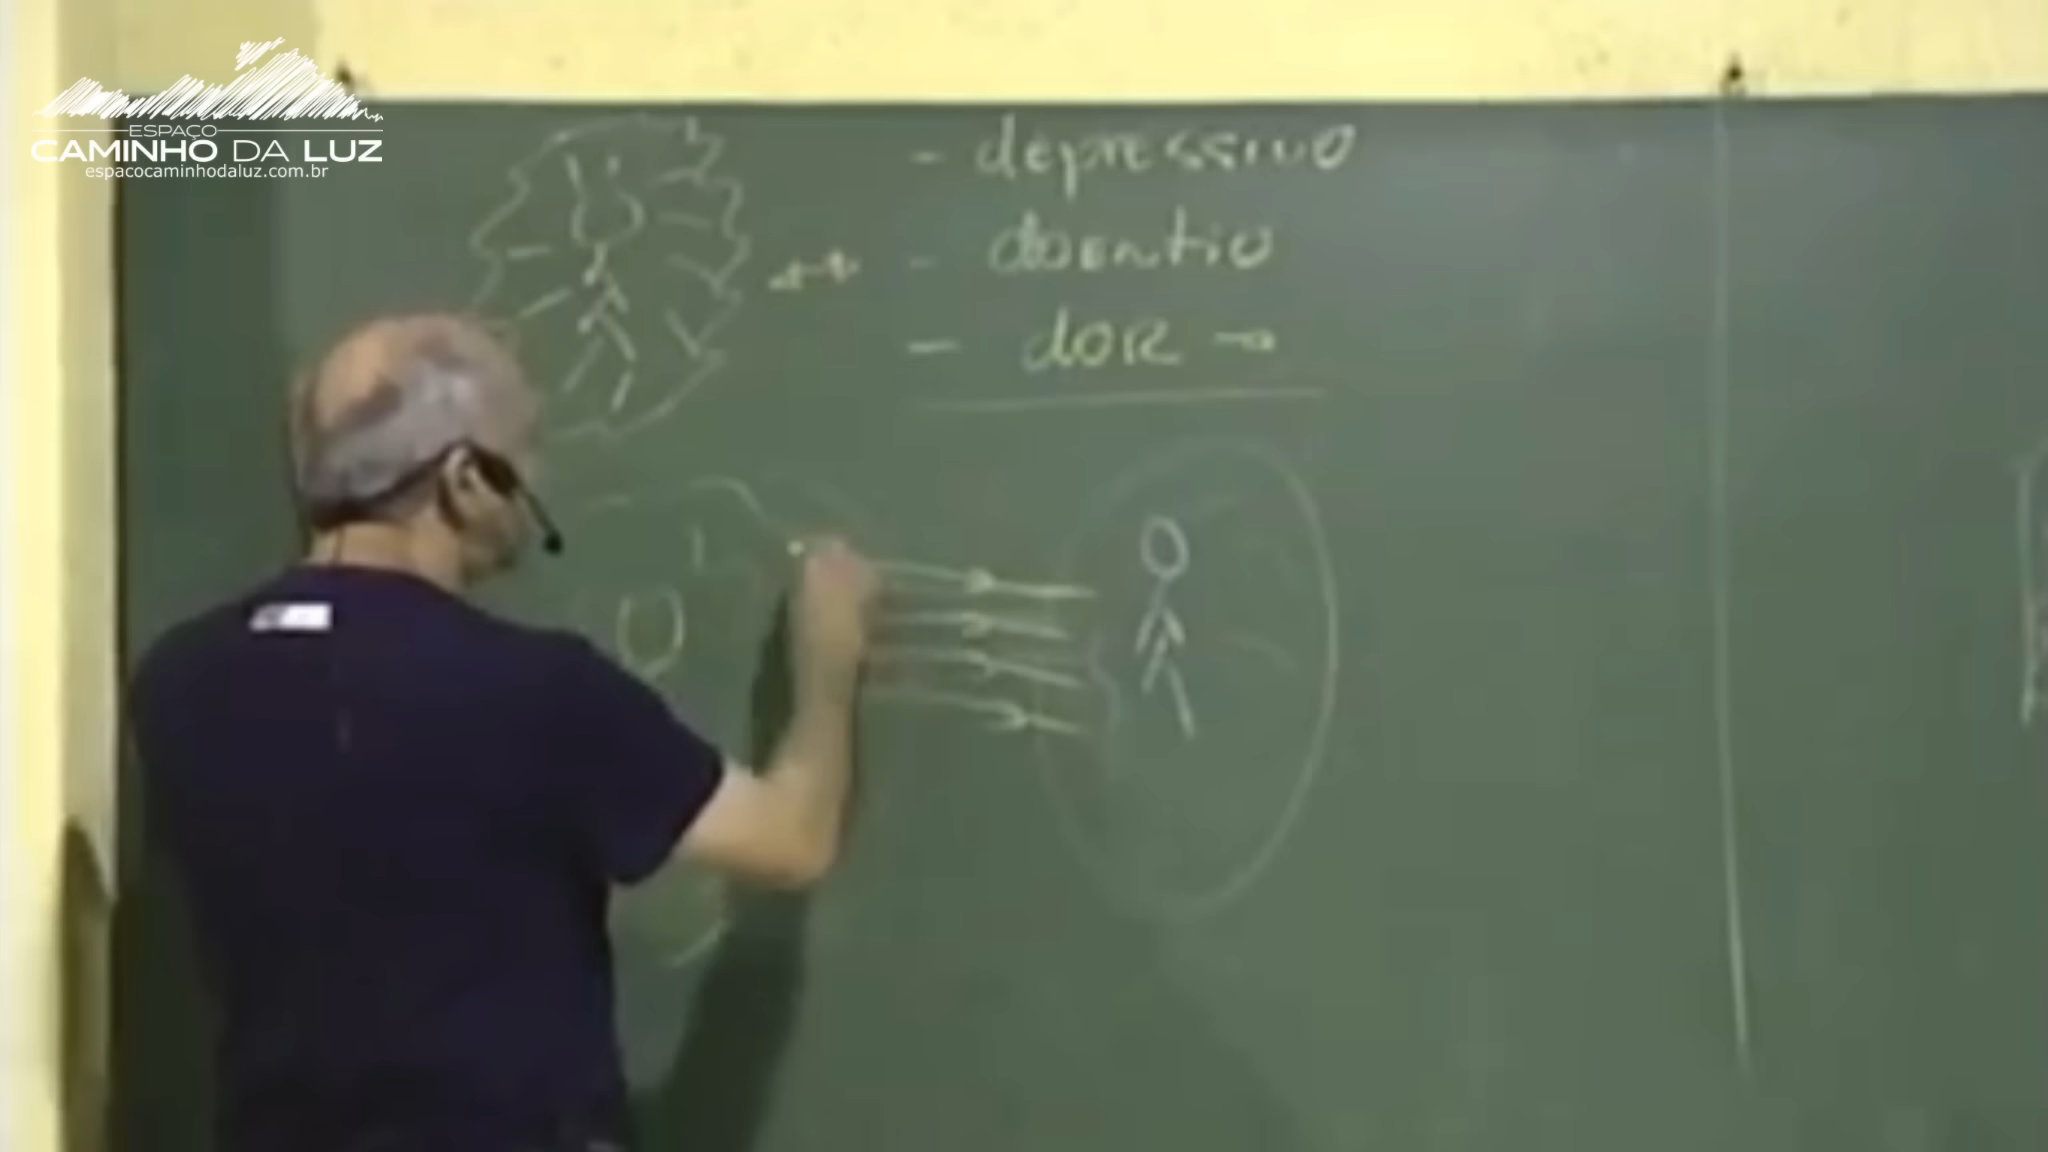 ESPAÇO
CAMINHO DA LUZ
espacocaminhodaluz.com.br
- depressivo
- doentio
- dor →